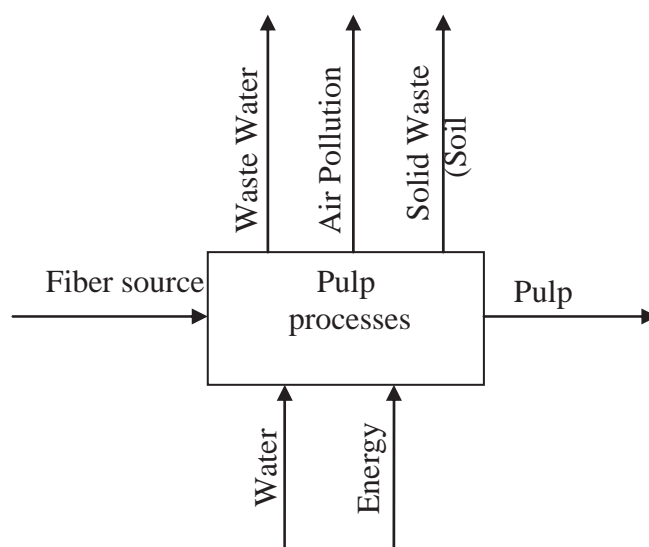 Waste Water
Air Pollution
Solid Waste
(Soil
Fiber source
Pulp
processes
Pulp
Water
Energy